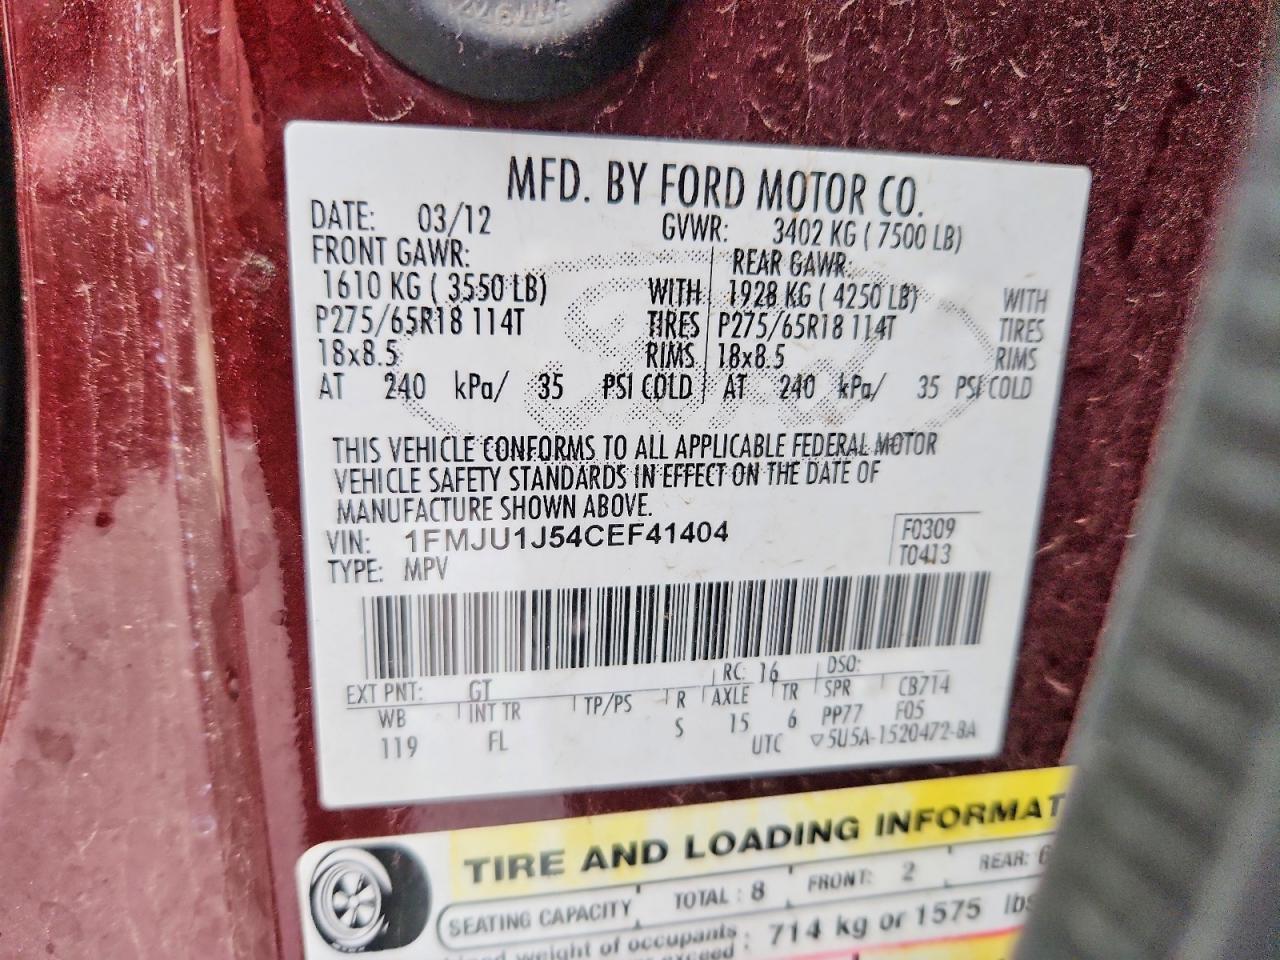 MFD. BY FORD MOTOR CO.
DATE: 03/12 GVWR: 3402 KG ( 7500 LB)
FRONT GAWR: REAR GAWR:
1610 KG ( 3550 LB) WITH 1928 KG ( 4250 LB) WITH
P275/65R18 114T TIRES P275/65R18 114T TIRES
18x8.5 RIMS 18x8.5 RIMS
AT 240 kPa/ 35 PSI COLD AT 240 kPa/ 35 PSI COLD
THIS VEHICLE CONFORMS TO ALL APPLICABLE FEDERAL MOTOR
VEHICLE SAFETY STANDARDS IN EFFECT ON THE DATE OF
MANUFACTURE SHOWN ABOVE.
VIN: 1FMJU1J54CEF41404 F0309
TYPE: MPV T0413
EXT PNT: GT RC: 16 DSO:
WB INT TR TP/PS R AXLE TR SPR CB714
119 FL S 15 6 PP77 F05
UTC ▽5U5A-1520472-BA
TIRE AND LOADING INFORMAT
SEATING CAPACITY TOTAL : 8 FRONT: 2 REAR: 6
weight of occupants : 714 kg or 1575 lbs